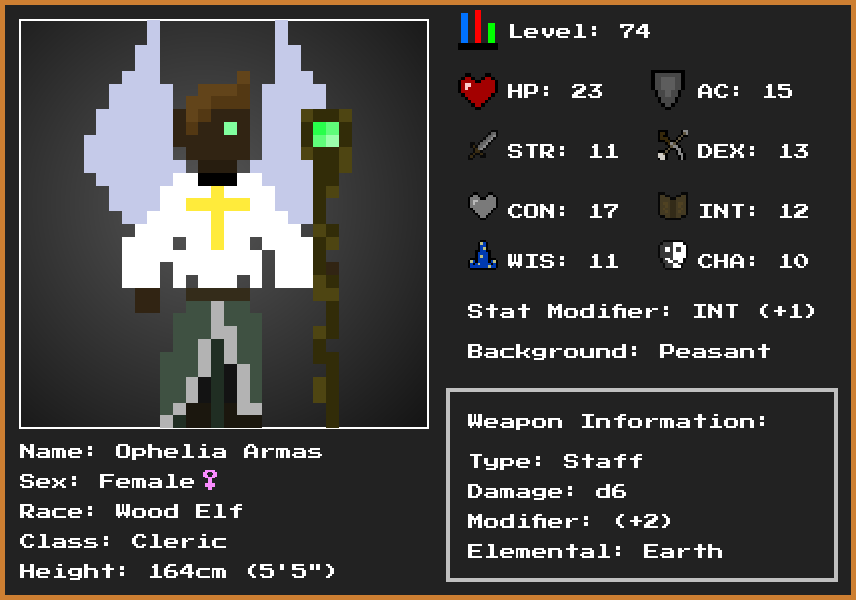 Level: 74
HP: 23
AC: 15
STR: 11
DEX: 13
CON: 17
INT: 12
WIS: 11
CHA: 10
Stat Modifier: INT (+1)
Background: Peasant
Name: Ophelia Armas
Sex: Female♀
Race: Wood Elf
Class: Cleric
Height: 164cm (5'5")
Weapon Information:
Type: Staff
Damage: d6
Modifier: (+2)
Elemental: Earth